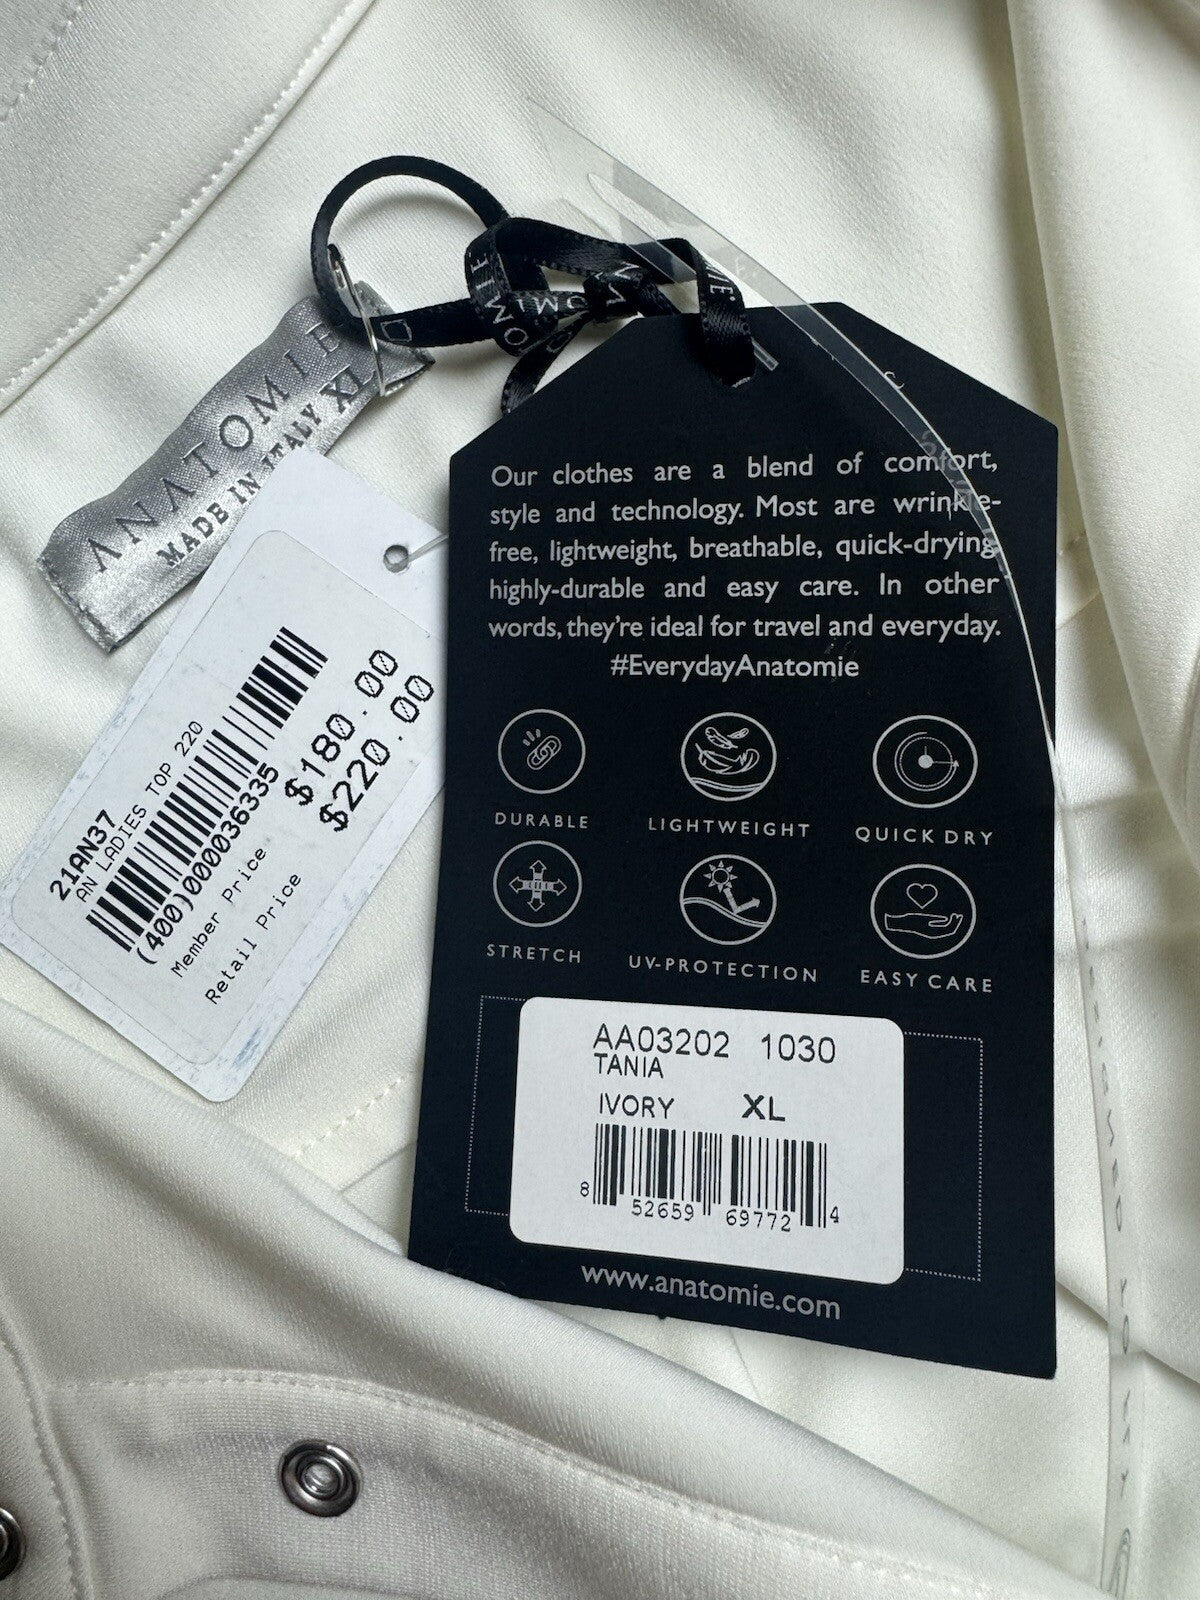 ANATOMIE
MADE IN ITALY XL
21AN37
AN LADIES TOP 220
(400)0000036335
Member Price $180.00
Retail Price $220.00
Our clothes are a blend of comfort,
style and technology. Most are wrinkle-
free, lightweight, breathable, quick-drying
highly-durable and easy care. In other
words, they're ideal for travel and everyday.
#EverydayAnatomie
DURABLE LIGHTWEIGHT QUICK DRY
STRETCH UV-PROTECTION EASY CARE
AA03202 1030
TANIA
IVORY XL
8 52659 69772 4
www.anatomie.com